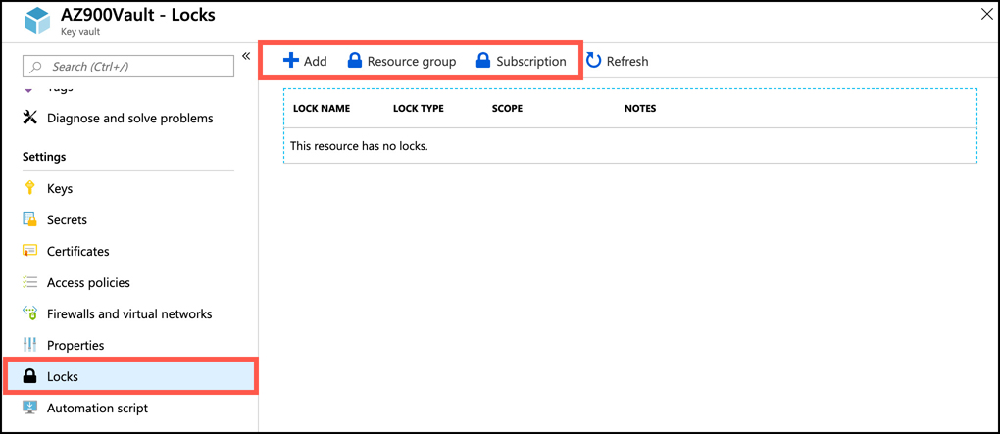 AZ900Vault - Locks
Key vault
Search (Ctrl+/)
Tags
Diagnose and solve problems
Settings
Keys
Secrets
Certificates
Access policies
Firewalls and virtual networks
Properties
Locks
Automation script
Add Resource group Subscription Refresh
LOCK NAME LOCK TYPE SCOPE NOTES
This resource has no locks.